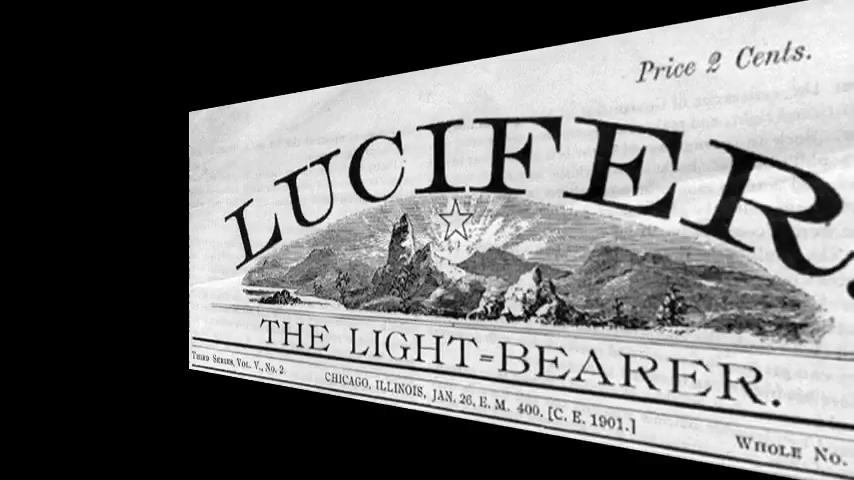 Price 2 Cents.
LUCIFER.
THE LIGHT=BEARER.
THIRD SERIES, VOL. V., NO. 2
CHICAGO, ILLINOIS, JAN. 26, E. M. 400. [C. E. 1901.]
WHOLE NO.